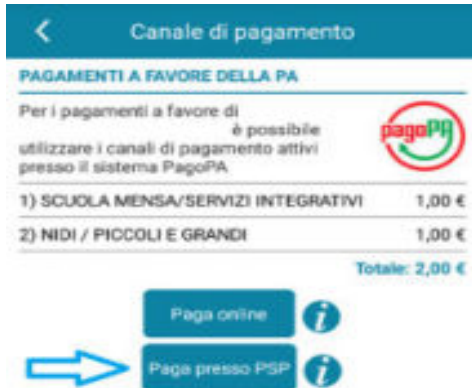 Canale di pagamento
PAGAMENTI A FAVORE DELLA PA
Per i pagamenti a favore di
è possibile
utilizzare i canali di pagamento attivi
presso il sistema PagoPA
pagoPA
1) SCUOLA MENSA/SERVIZI INTEGRATIVI 1,00 €
2) NIDI / PICCOLI E GRANDI 1,00 €
Totale: 2,00 €
Paga online i
Paga presso PSP i